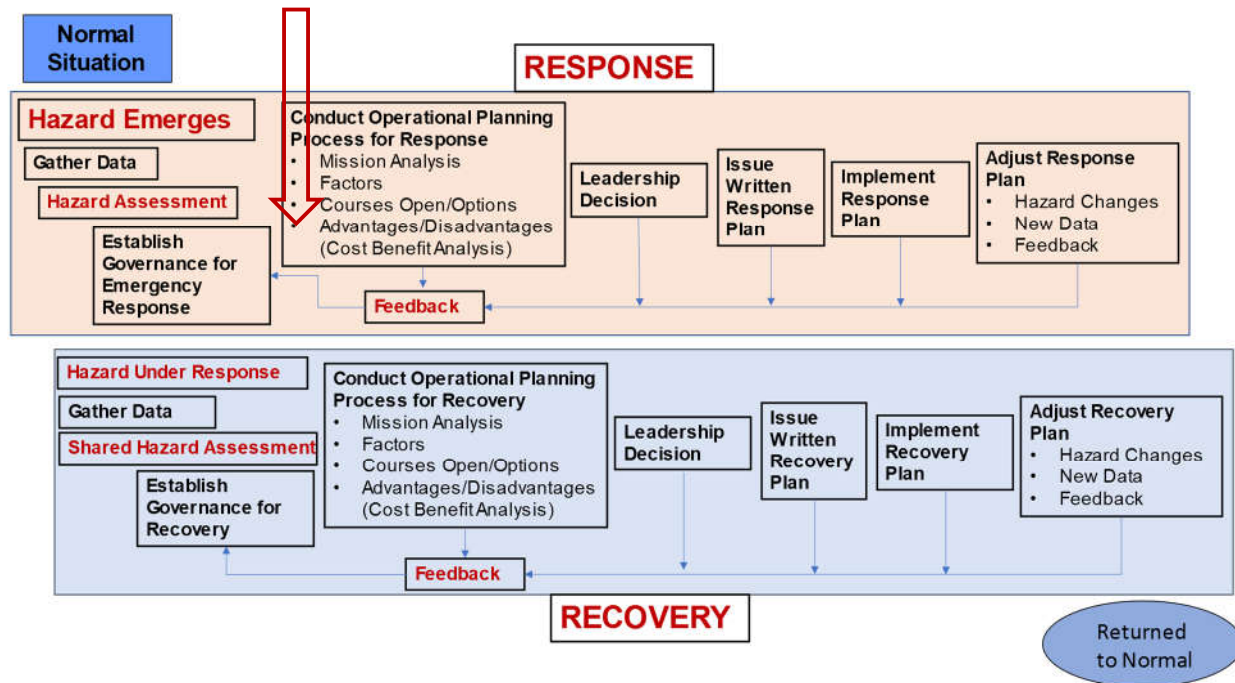 Normal
Situation
RESPONSE
Hazard Emerges
Gather Data
Hazard Assessment
Establish
Governance for
Emergency
Response
Conduct Operational Planning
Process for Response
• Mission Analysis
• Factors
• Courses Open/Options
Advantages/Disadvantages
(Cost Benefit Analysis)
Feedback
Leadership
Decision
Issue
Written
Response
Plan
Implement
Response
Plan
Adjust Response
Plan
• Hazard Changes
• New Data
• Feedback
Hazard Under Response
Gather Data
Shared Hazard Assessment
Establish
Governance for
Recovery
Conduct Operational Planning
Process for Recovery
• Mission Analysis
• Factors
• Courses Open/Options
• Advantages/Disadvantages
(Cost Benefit Analysis)
Feedback
Leadership
Decision
Issue
Written
Recovery
Plan
Implement
Recovery
Plan
Adjust Recovery
Plan
• Hazard Changes
• New Data
• Feedback
RECOVERY
Returned
to Normal